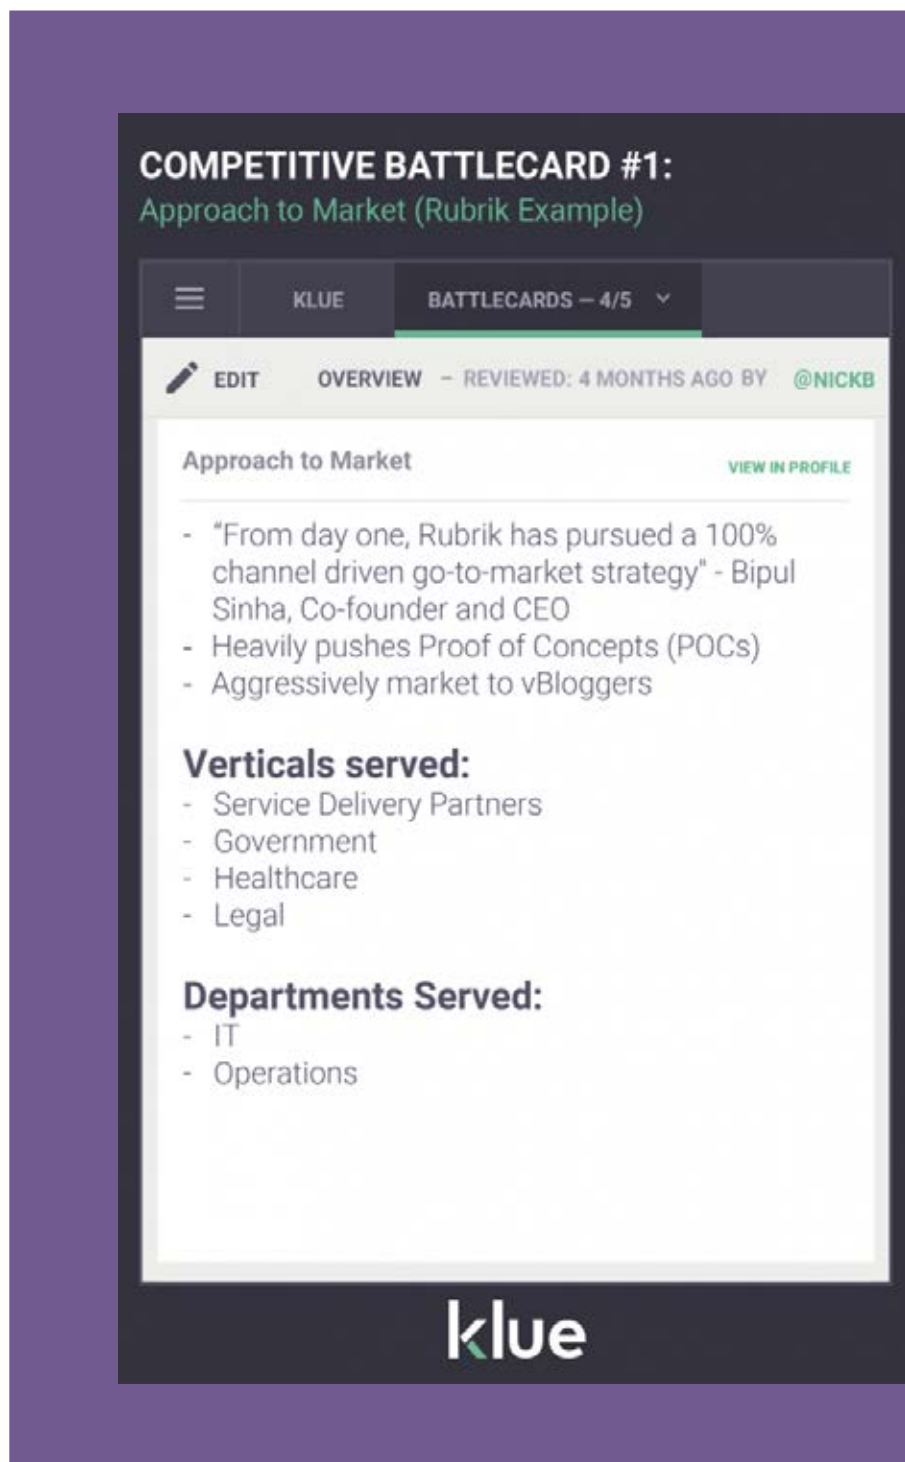 COMPETITIVE BATTLECARD #1:
Approach to Market (Rubrik Example)
KLUE BATTLECARDS – 4/5
EDIT OVERVIEW – REVIEWED: 4 MONTHS AGO BY @NICKB
Approach to Market VIEW IN PROFILE
- “From day one, Rubrik has pursued a 100%
channel driven go-to-market strategy" - Bipul
Sinha, Co-founder and CEO
- Heavily pushes Proof of Concepts (POCs)
- Aggressively market to vBloggers
Verticals served:
- Service Delivery Partners
- Government
- Healthcare
- Legal
Departments Served:
- IT
- Operations
klue